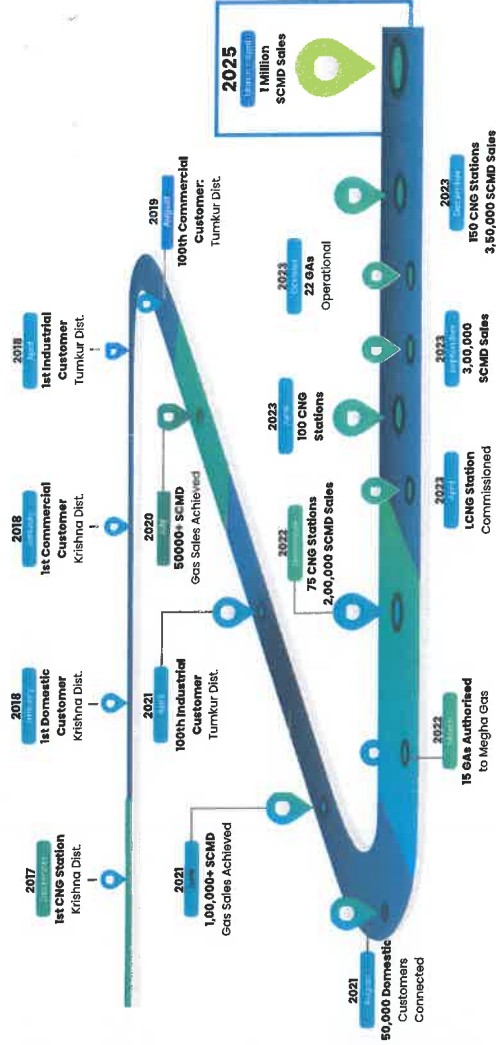 2017
1st CNG Station
Krishna Dist.
2018
January
1st Domestic
Customer
Krishna Dist.
2018
January
1st Commercial
Customer
Krishna Dist.
2018
April
1st Industrial
Customer
Tumkur Dist.
2019
August
100th Commercial
Customer:
Tumkur Dist.
2020
July
50000+ SCMD
Gas Sales Achieved
2021
April
100th Industrial
Customer
Tumkur Dist.
2021
June
1,00,000+ SCMD
Gas Sales Achieved
2021
August
50,000 Domestic
Customers
Connected
2022
March
15 GAs Authorised
to Megha Gas
2022
75 CNG Stations
2,00,000 SCMD Sales
2023
April
LCNG Station
Commissioned
2023
June
100 CNG
Stations
2023
September
3,00,000
SCMD Sales
2023
October
22 GAs
Operational
2023
December
150 CNG Stations
3,50,000 SCMD Sales
2025
1 Million
SCMD Sales